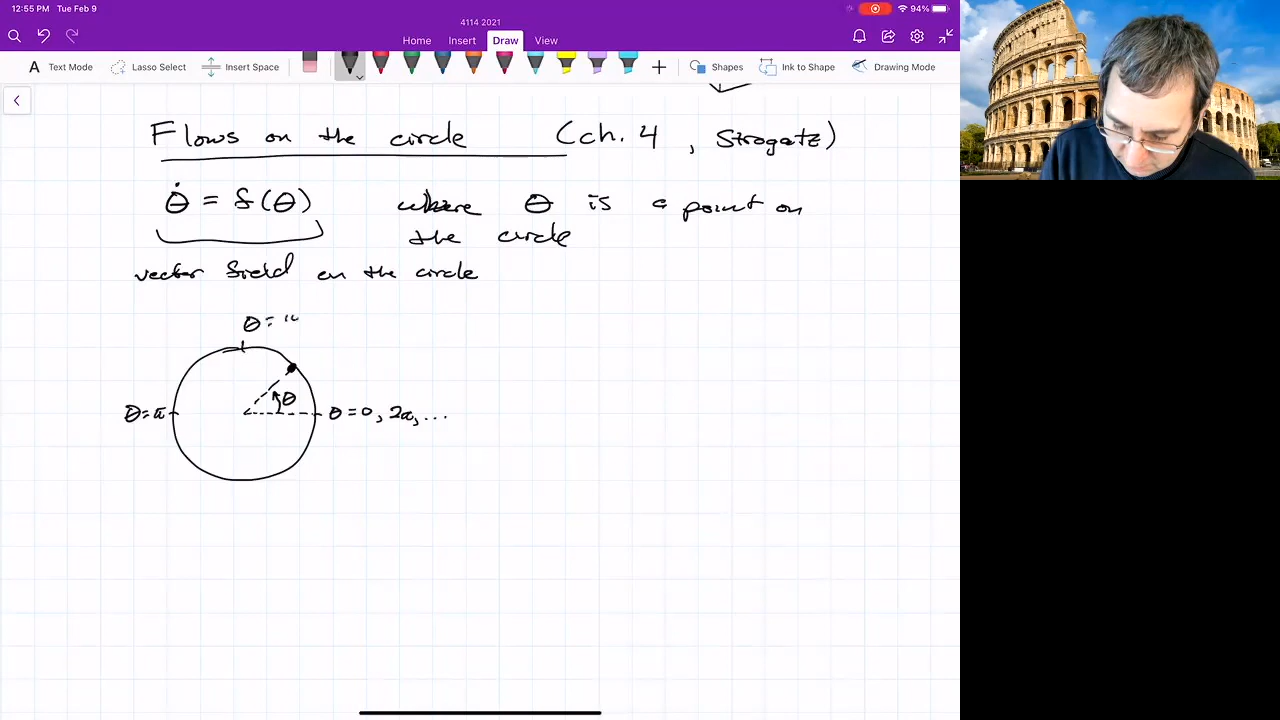 12:55 PM Tue Feb 9
94%
4114 2021
Home Insert Draw View
A Text Mode Lasso Select Insert Space Shapes Ink to Shape Drawing Mode
Flows on the circle (ch. 4, Strogatz)
θ̇ = f(θ) where θ is a point on
the circle
vector field on the circle
θ =
θ
θ=π θ = 0, 2π, ...